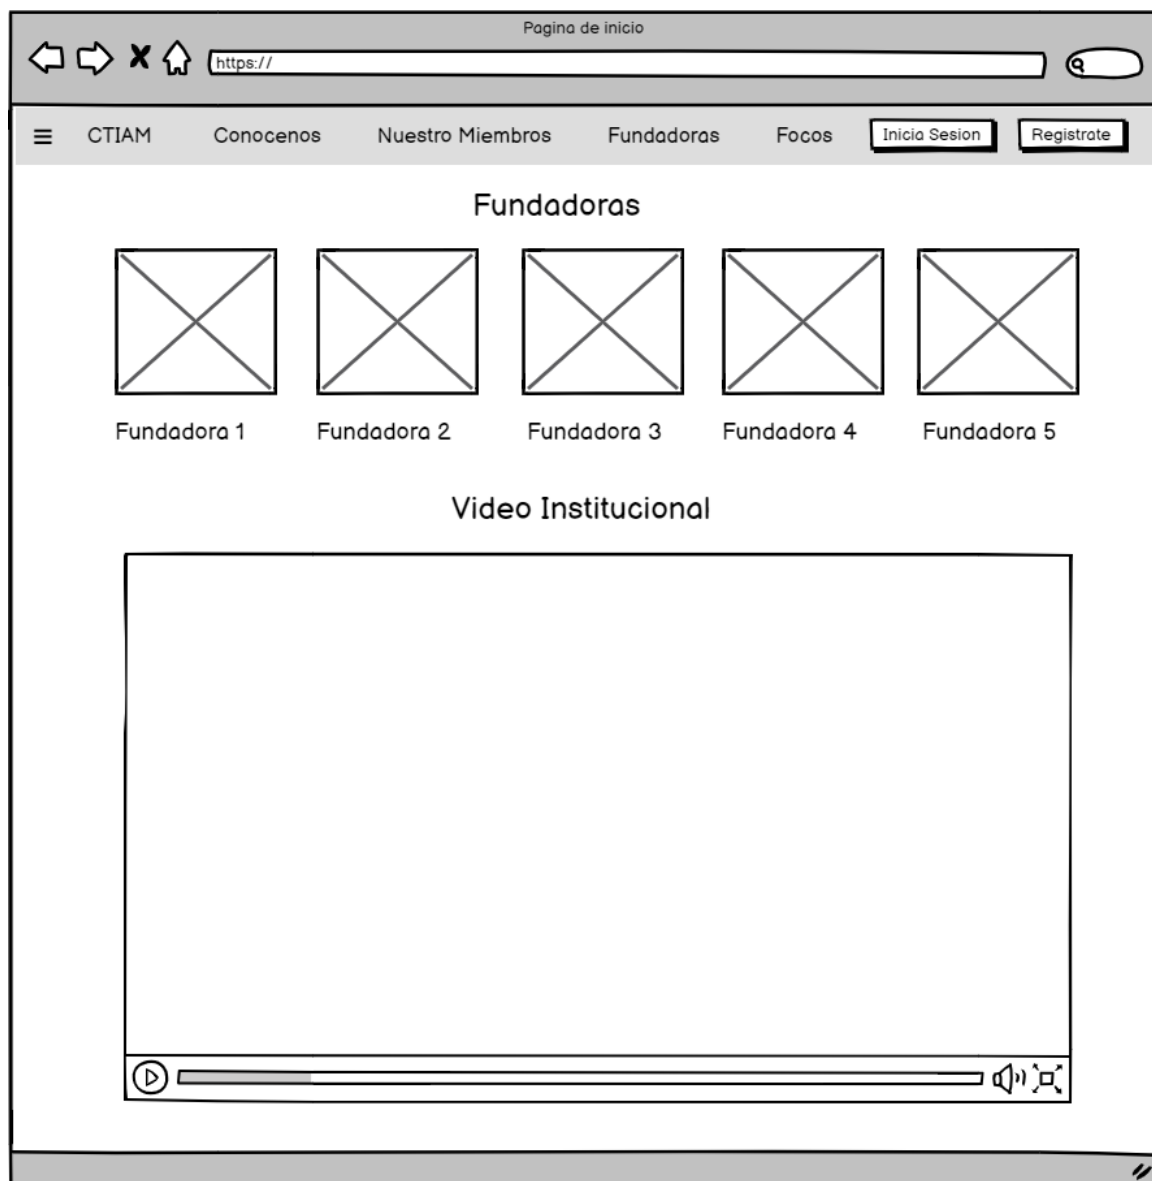 Pagina de inicio
https://
CTIAM Conocenos Nuestro Miembros Fundadoras Focos Inicia Sesion Registrate
Fundadoras
Fundadora 1 Fundadora 2 Fundadora 3 Fundadora 4 Fundadora 5
Video Institucional